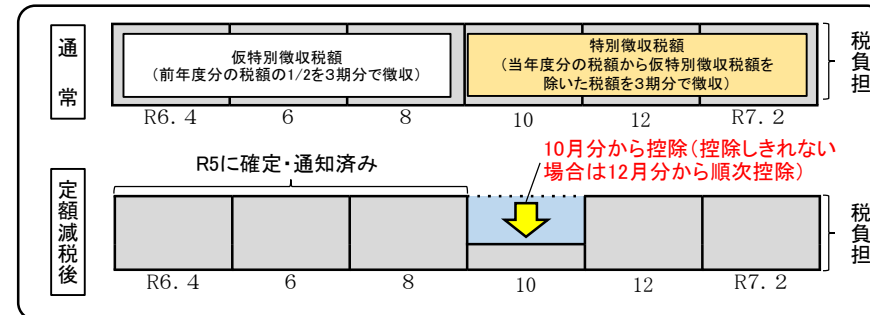 通常
仮特別徴収税額
(前年度分の税額の1/2を3期分で徴収)
特別徴収税額
(当年度分の税額から仮特別徴収税額を
除いた税額を3期分で徴収)
税負担
R6.4 6 8 10 12 R7.2
R5に確定・通知済み
10月分から控除(控除しきれない
場合は12月分から順次控除)
定額減税後
税負担
R6.4 6 8 10 12 R7.2